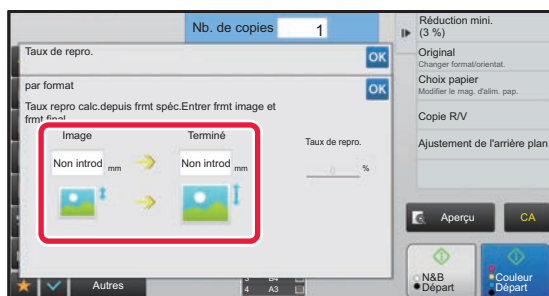 Nb. de copies 1
Taux de repro. OK
par format OK
Taux repro calc.depuis frmt spéc.Entrer frmt image et
frmt final.
Image Terminé
Taux de repro.
Non introd mm Non introd mm
0 %
Autres
4 A3
Réduction mini.
(3 %)
Original
Changer format/orientat.
Choix papier
Modifier le mag. d'alim. pap.
Copie R/V
Ajustement de l'arrière plan
Aperçu CA
N&B
Départ
Couleur
Départ